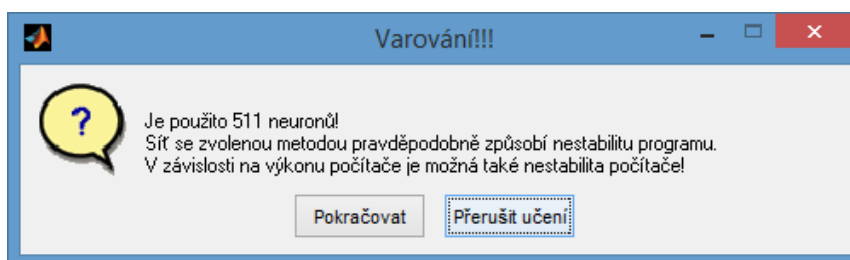 Varování!!!
?
Je použito 511 neuronů!
Síť se zvolenou metodou pravděpodobně způsobí nestabilitu programu.
V závislosti na výkonu počítače je možná také nestabilita počítače!
Pokračovat Přerušit učení